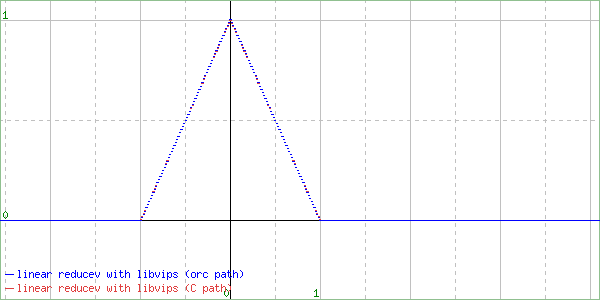 1
0
linear reducev with libvips (orc path)
linear reducev with libvips (C path)
0
1